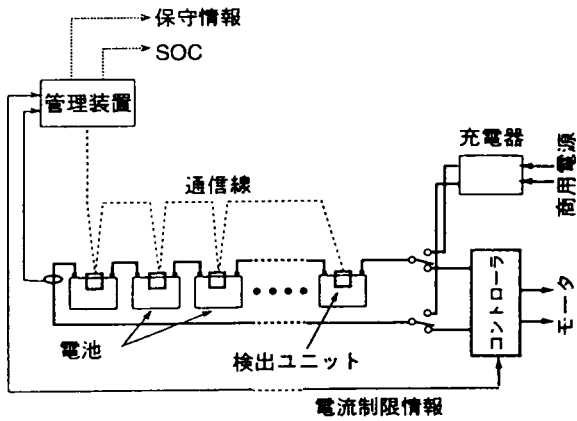 保守情報
SOC
管理装置
充電器
商用電源
通信線
コントローラ
モータ
電池
検出ユニット
電流制限情報